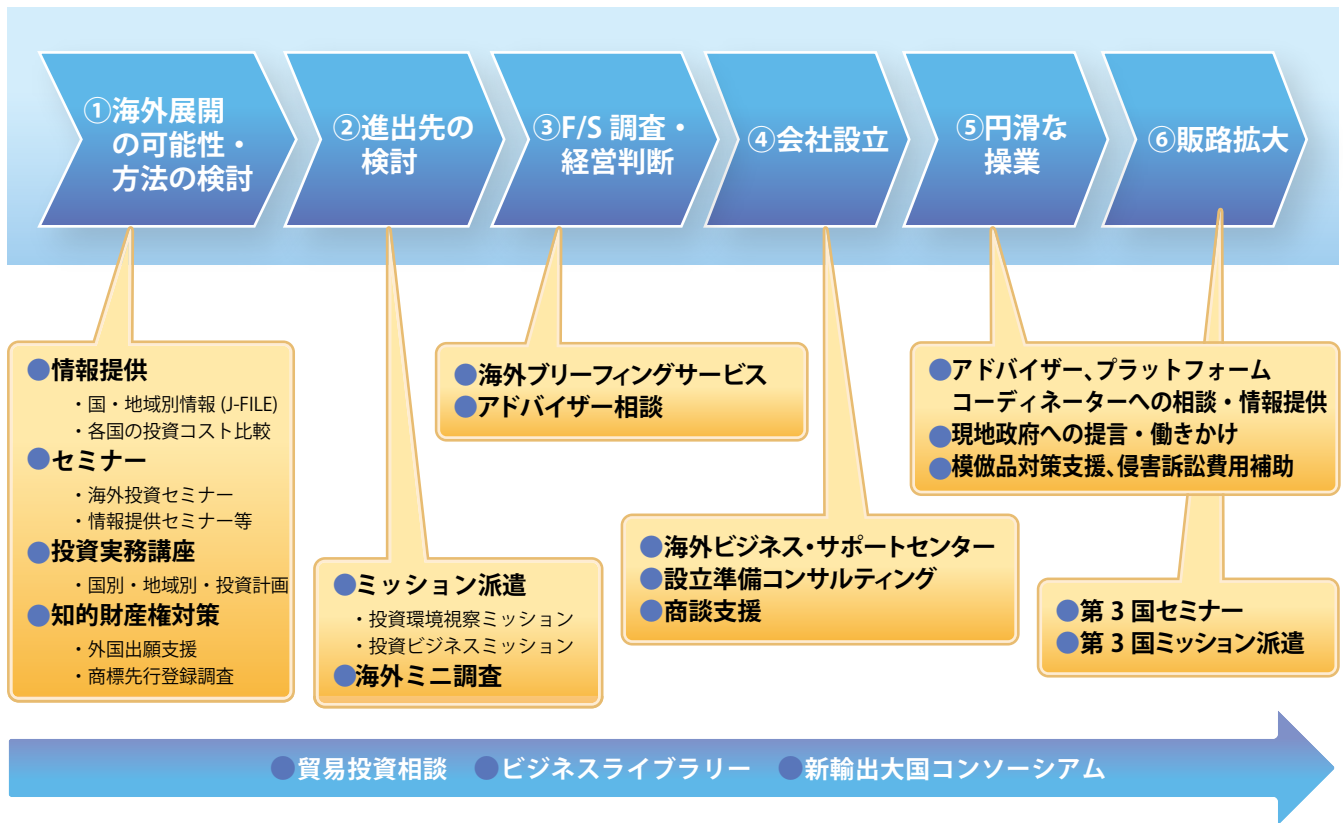 ①海外展開
の可能性・
方法の検討
②進出先の
検討
③F/S 調査・
経営判断
④会社設立
⑤円滑な
操業
⑥販路拡大
●情報提供
・国・地域別情報 (J-FILE)
・各国の投資コスト比較
●セミナー
・海外投資セミナー
・情報提供セミナー等
●投資実務講座
・国別・地域別・投資計画
●知的財産権対策
・外国出願支援
・商標先行登録調査
●ミッション派遣
・投資環境視察ミッション
・投資ビジネスミッション
●海外ミニ調査
●海外ブリーフィングサービス
●アドバイザー相談
●海外ビジネス・サポートセンター
●設立準備コンサルティング
●商談支援
●アドバイザー、プラットフォーム
コーディネーターへの相談・情報提供
●現地政府への提言・働きかけ
●模倣品対策支援、侵害訴訟費用補助
●第 3 国セミナー
●第 3 国ミッション派遣
●貿易投資相談 ●ビジネスライブラリー ●新輸出大国コンソーシアム